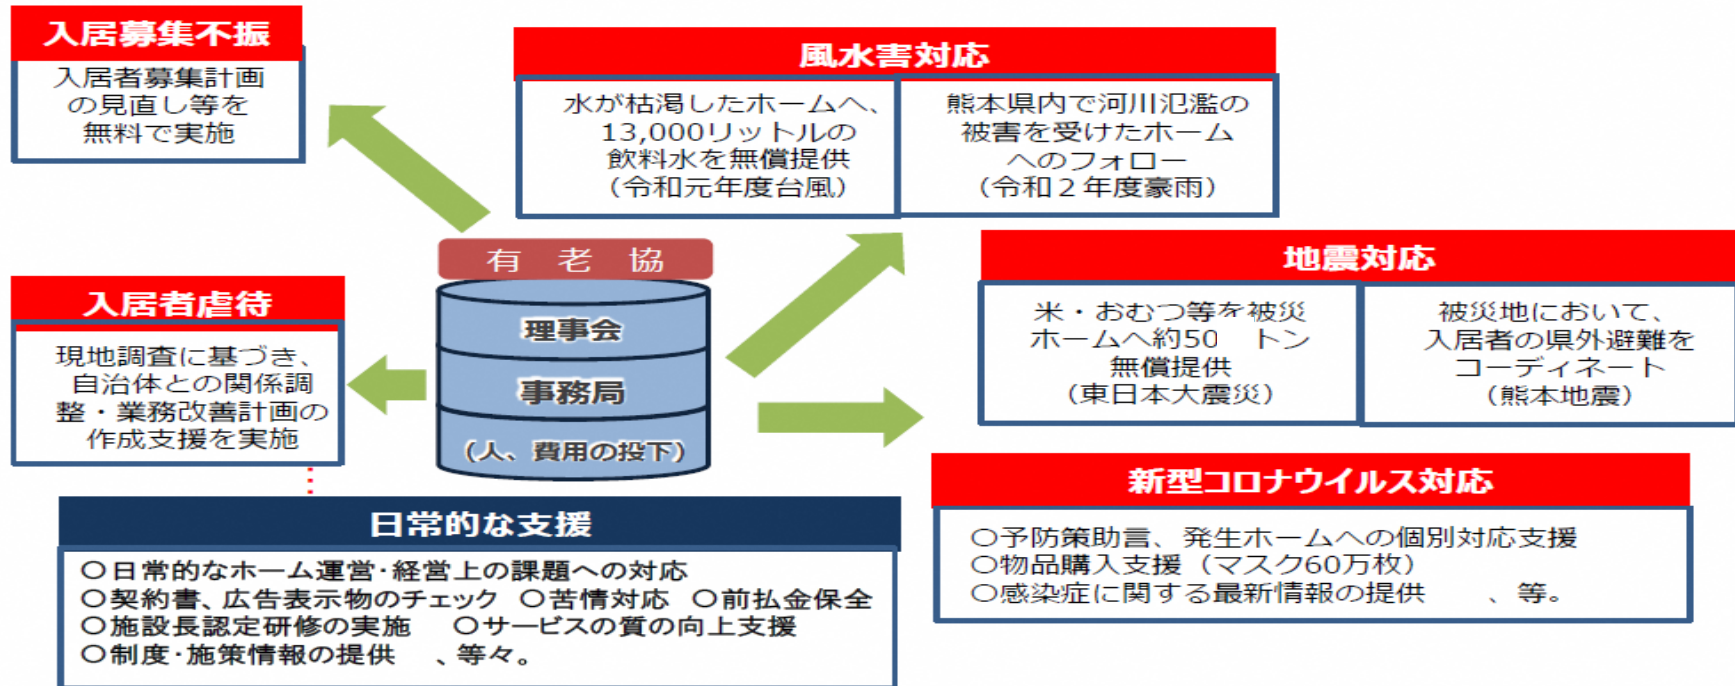 入居募集不振
入居者募集計画
の見直し等を
無料で実施
風水害対応
水が枯渇したホームへ、
13,000リットルの
飲料水を無償提供
（令和元年度台風）
熊本県内で河川氾濫の
被害を受けたホーム
へのフォロー
（令和２年度豪雨）
有 老 協
理事会
事務局
（人、費用の投下）
入居者虐待
現地調査に基づき、
自治体との関係調
整・業務改善計画の
作成支援を実施
地震対応
米・おむつ等を被災
ホームへ約50 トン
無償提供
（東日本大震災）
被災地において、
入居者の県外避難を
コーディネート
（熊本地震）
新型コロナウイルス対応
○予防策助言、発生ホームへの個別対応支援
○物品購入支援（マスク60万枚）
○感染症に関する最新情報の提供 、等。
日常的な支援
○日常的なホーム運営・経営上の課題への対応
○契約書、広告表示物のチェック ○苦情対応 ○前払金保全
○施設長認定研修の実施 ○サービスの質の向上支援
○制度・施策情報の提供 、等々。